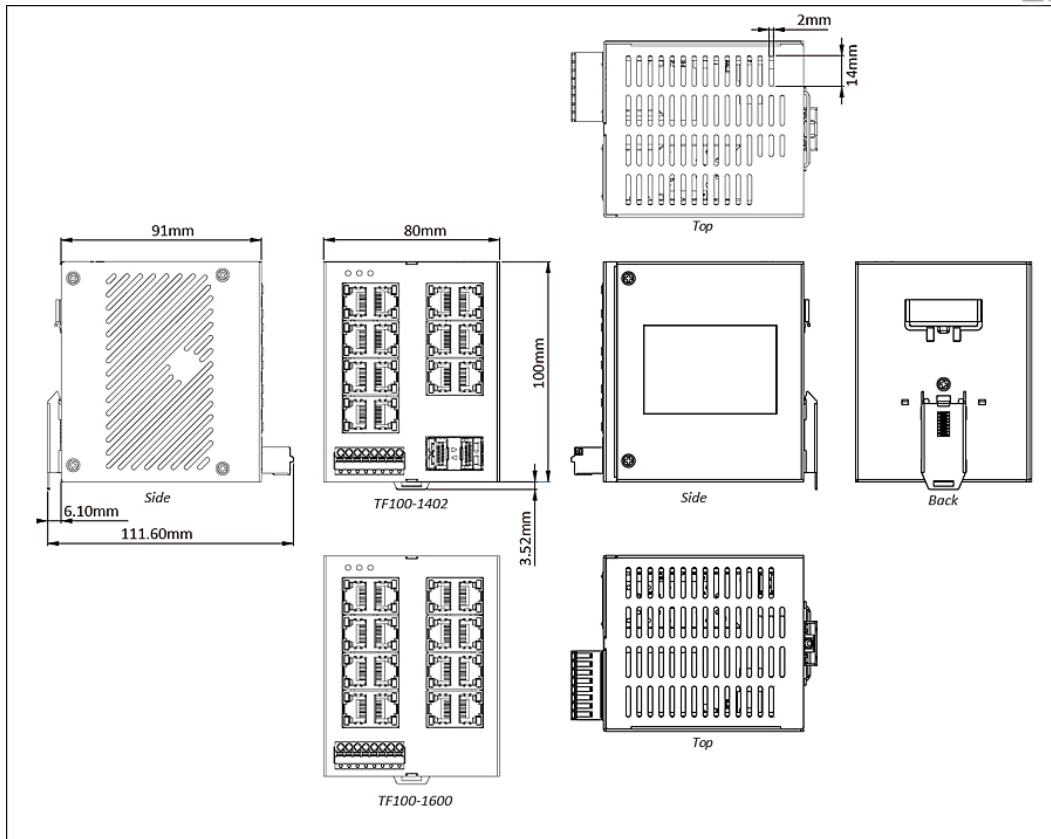 2mm
14mm
Top
91mm
80mm
100mm
Side
TF100-1402
Side
Back
6.10mm
111.60mm
3.52mm
TF100-1600
Top